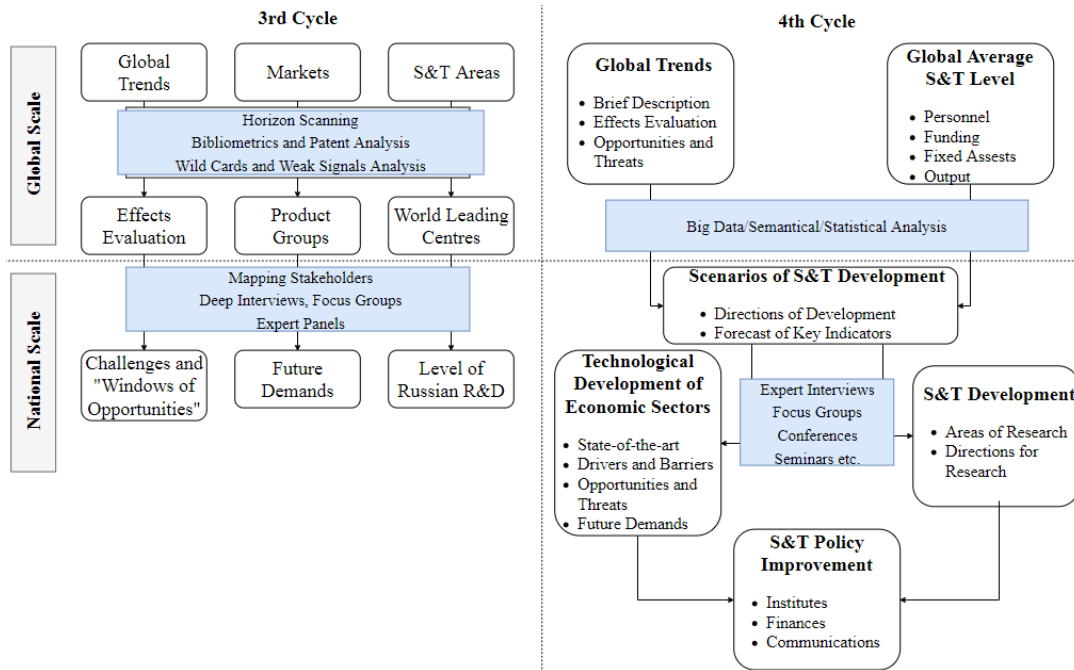 3rd Cycle
Global Scale
Global
Trends
Markets
S&T Areas
Horizon Scanning
Bibliometrics and Patent Analysis
Wild Cards and Weak Signals Analysis
Effects
Evaluation
Product
Groups
World Leading
Centres
National Scale
Mapping Stakeholders
Deep Interviews, Focus Groups
Expert Panels
Challenges and
"Windows of
Opportunities"
Future
Demands
Level of
Russian R&D
4th Cycle
Global Trends
• Brief Description
• Effects Evaluation
• Opportunities and
Threats
Global Average
S&T Level
• Personnel
• Funding
• Fixed Assests
• Output
Big Data/Semantical/Statistical Analysis
Scenarios of S&T Development
• Directions of Development
• Forecast of Key Indicators
Technological
Development of
Economic Sectors
• State-of-the-art
• Drivers and Barriers
• Opportunities and
Threats
• Future Demands
Expert Interviews
Focus Groups
Conferences
Seminars etc.
S&T Development
• Areas of Research
• Directions for
Research
S&T Policy
Improvement
• Institutes
• Finances
• Communications